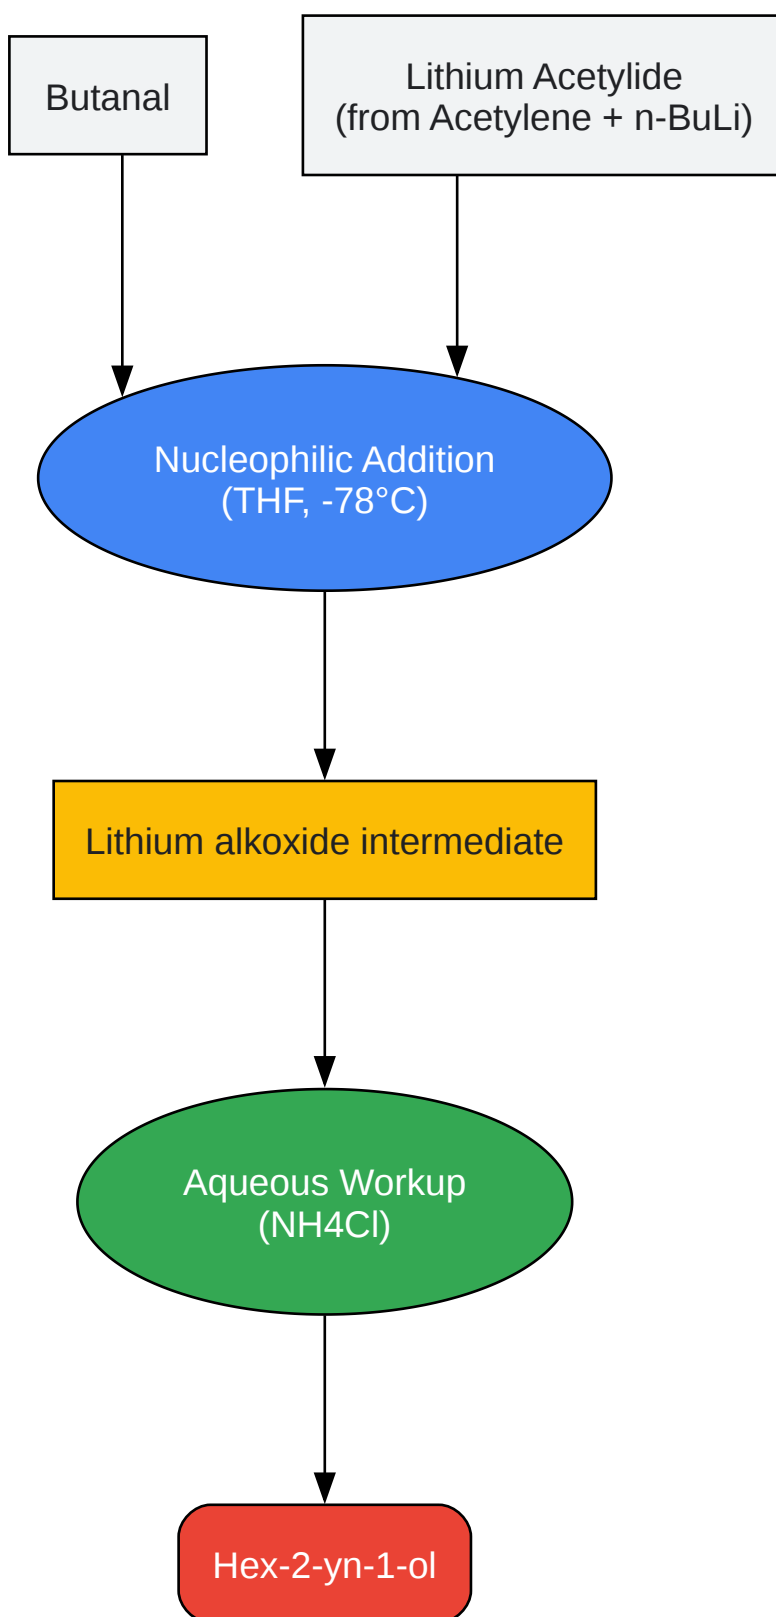 Butanal
Lithium Acetylide
(from Acetylene + n-BuLi)
Nucleophilic Addition
(THF, -78°C)
Lithium alkoxide intermediate
Aqueous Workup
(NH4Cl)
Hex-2-yn-1-ol